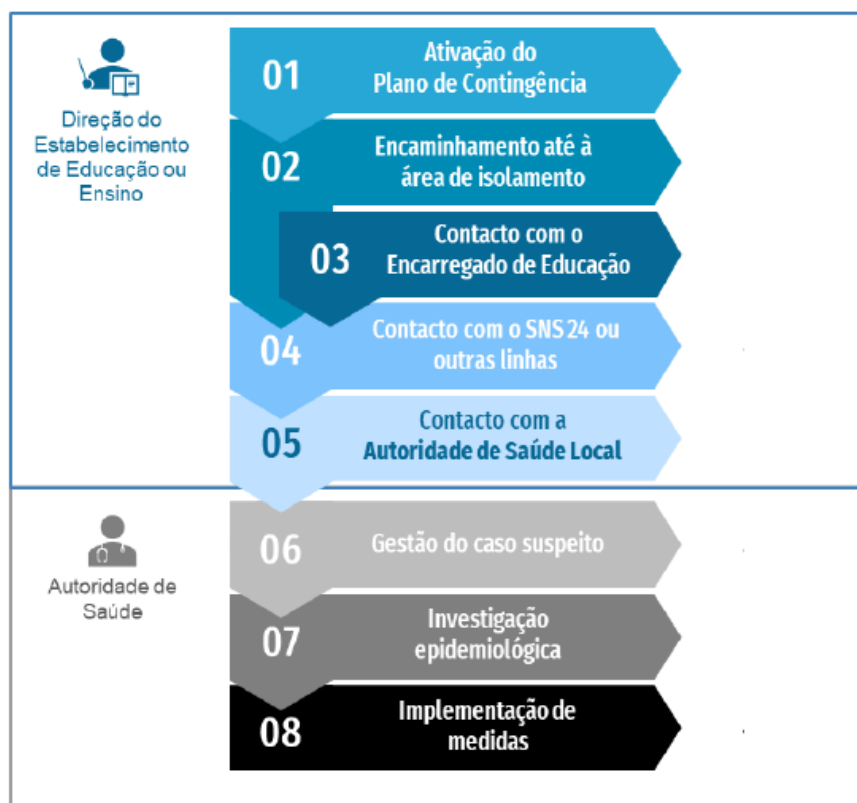 Direção do
Estabelecimento
de Educação ou
Ensino
01
Ativação do
Plano de Contingência
02
Encaminhamento até à
área de isolamento
03
Contacto com o
Encarregado de Educação
04
Contacto com o SNS 24 ou
outras linhas
05
Contacto com a
Autoridade de Saúde Local
Autoridade de
Saúde
06
Gestão do caso suspeito
07
Investigação
epidemiológica
08
Implementação de
medidas